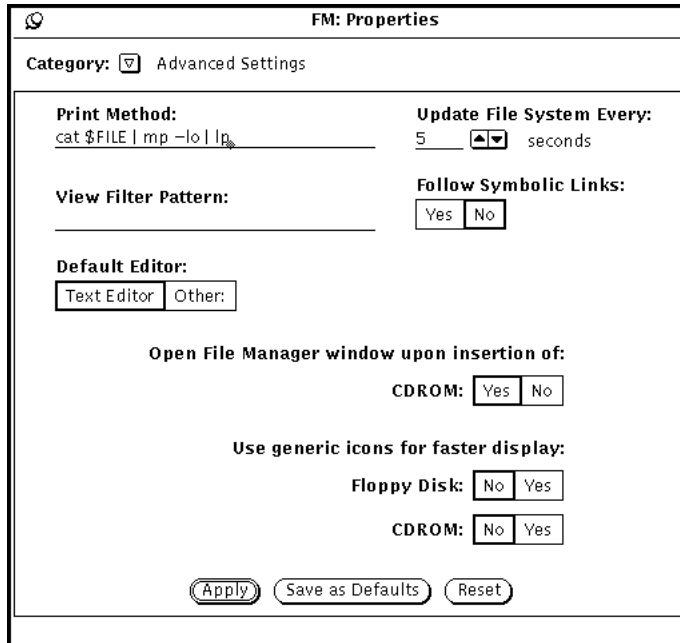 FM: Properties
Category: Advanced Settings
Print Method:
cat $FILE | mp –lo | lp
Update File System Every:
5 seconds
View Filter Pattern:
Follow Symbolic Links:
Yes No
Default Editor:
Text Editor Other:
Open File Manager window upon insertion of:
CDROM: Yes No
Use generic icons for faster display:
Floppy Disk: No Yes
CDROM: No Yes
Apply Save as Defaults Reset